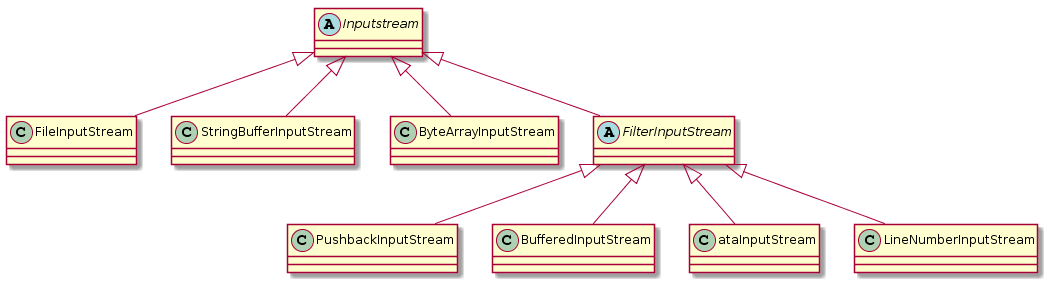 A Inputstream
C FileInputStream
C StringBufferInputStream
C ByteArrayInputStream
A FilterInputStream
C PushbackInputStream
C BufferedInputStream
C ataInputStream
C LineNumberInputStream